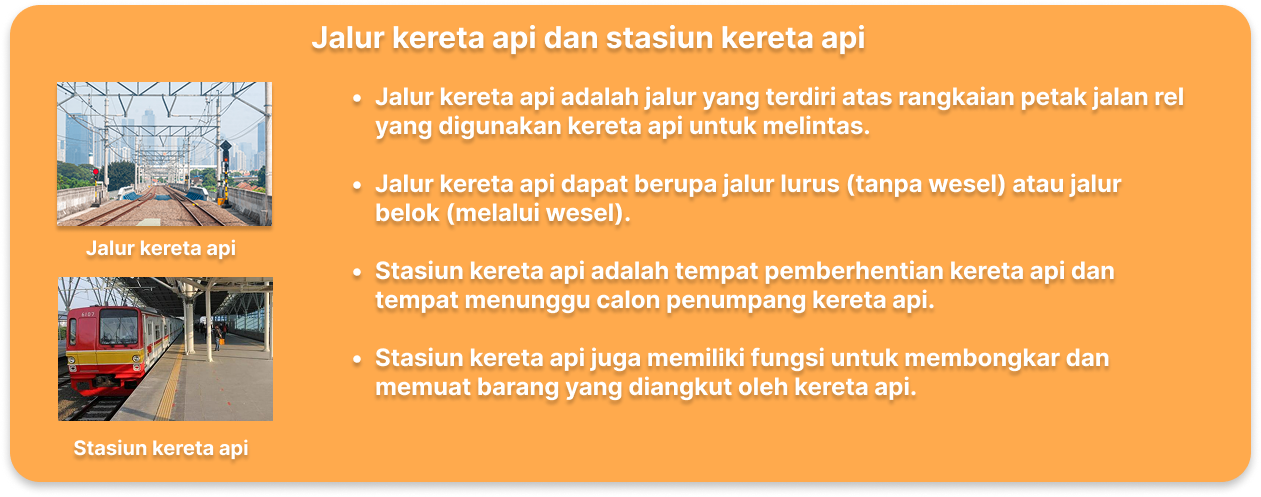 Jalur kereta api dan stasiun kereta api
Jalur kereta api
Stasiun kereta api
• Jalur kereta api adalah jalur yang terdiri atas rangkaian petak jalan rel
yang digunakan kereta api untuk melintas.
• Jalur kereta api dapat berupa jalur lurus (tanpa wesel) atau jalur
belok (melalui wesel).
• Stasiun kereta api adalah tempat pemberhentian kereta api dan
tempat menunggu calon penumpang kereta api.
• Stasiun kereta api juga memiliki fungsi untuk membongkar dan
memuat barang yang diangkut oleh kereta api.